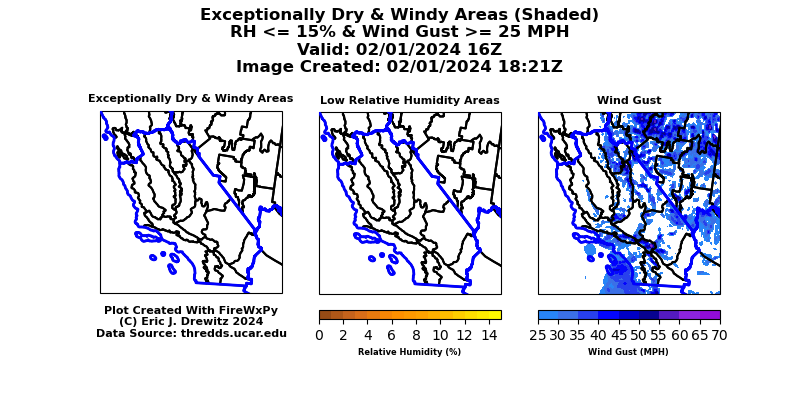 Exceptionally Dry & Windy Areas (Shaded)
RH <= 15% & Wind Gust >= 25 MPH
Valid: 02/01/2024 16Z
Image Created: 02/01/2024 18:21Z
Exceptionally Dry & Windy Areas
Low Relative Humidity Areas
Wind Gust
Plot Created With FireWxPy
(C) Eric J. Drewitz 2024
Data Source: thredds.ucar.edu
0 2 4 6 8 10 12 14
Relative Humidity (%)
25 30 35 40 45 50 55 60 65 70
Wind Gust (MPH)